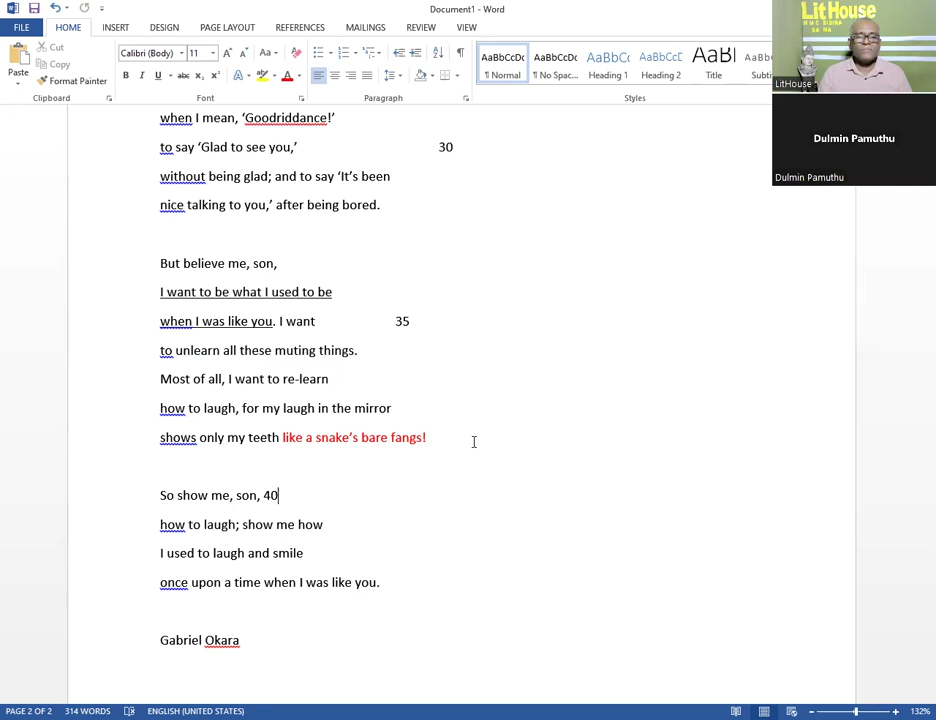 Document1 - Word
FILE HOME INSERT DESIGN PAGE LAYOUT REFERENCES MAILINGS REVIEW VIEW
Cut
Copy
Paste
Format Painter
Calibri (Body) 11
AaBbCcDc AaBbCcDc AaBbCc AaBbCcC AaBl AaBb
¶ Normal ¶ No Spac... Heading 1 Heading 2 Title Subt
Clipboard Font Paragraph Styles
LitHouse
LitHouse
Dulmin Pamuthu
Dulmin Pamuthu
when I mean, ‘Goodriddance!’
to say ‘Glad to see you,’ 30
without being glad; and to say ‘It’s been
nice talking to you,’ after being bored.
But believe me, son,
I want to be what I used to be
when I was like you. I want 35
to unlearn all these muting things.
Most of all, I want to re-learn
how to laugh, for my laugh in the mirror
shows only my teeth like a snake’s bare fangs!
So show me, son, 40
how to laugh; show me how
I used to laugh and smile
once upon a time when I was like you.
Gabriel Okara
PAGE 2 OF 2 314 WORDS ENGLISH (UNITED STATES) 132%